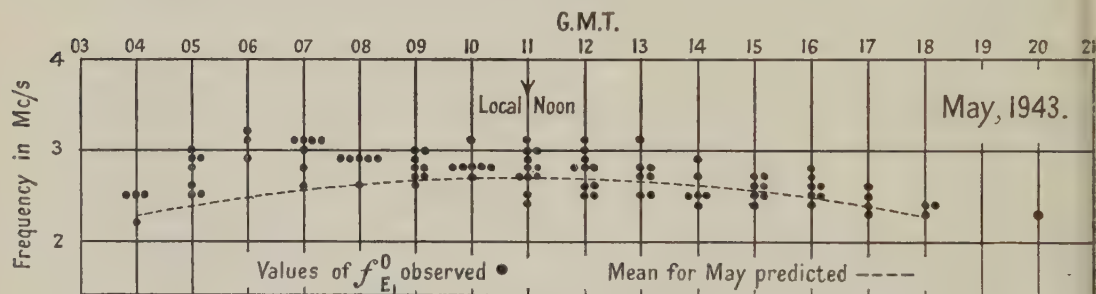 G.M.T.
03 04 05 06 07 08 09 10 11 12 13 14 15 16 17 18 19 20 21
4
Local Noon
May, 1943.
3
2
Frequency in Mc/s
Values of f⁰E₁ observed ● Mean for May predicted ----